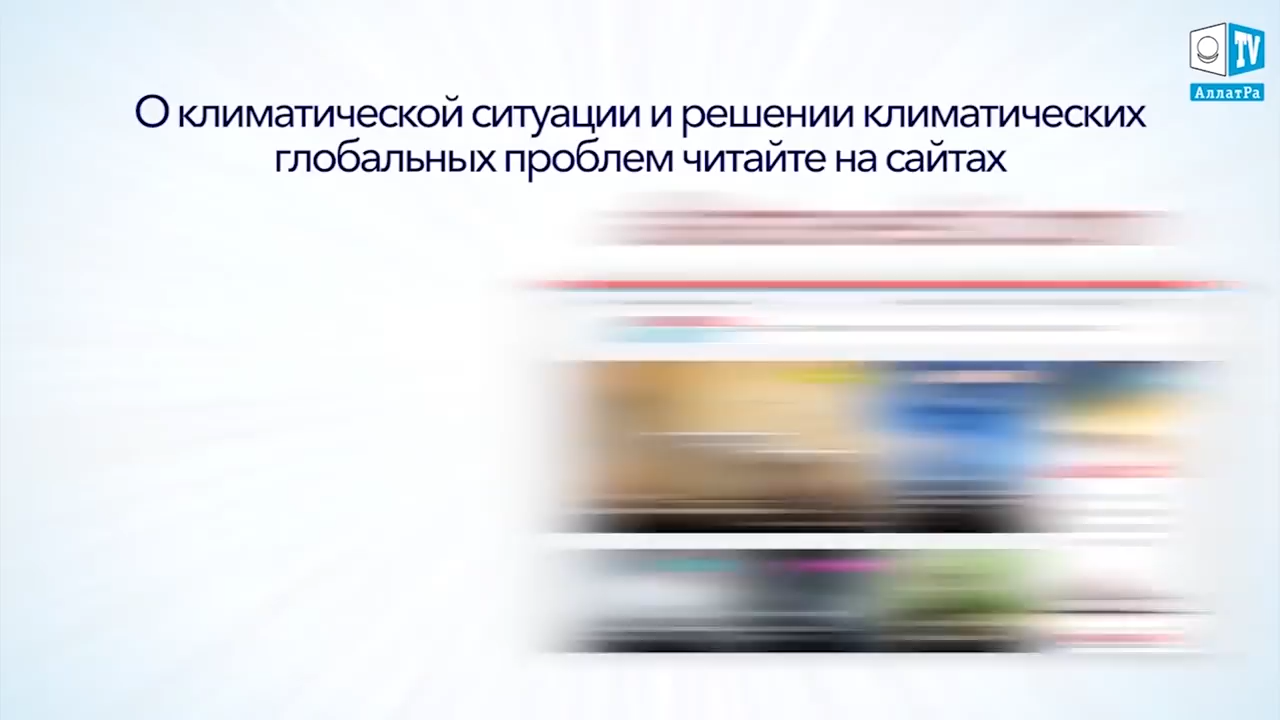 О климатической ситуации и решении климатических
глобальных проблем читайте на сайтах
TV
АллатРа